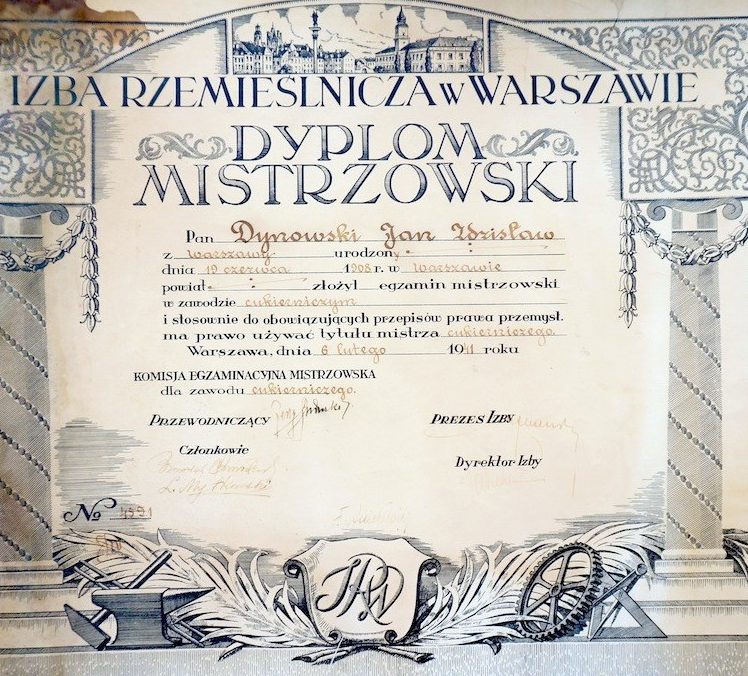 IZBA RZEMIEŚLNICZA w WARSZAWIE
DYPLOM
MISTRZOWSKI
Pan Dynowski Jan Zdzisław
z Warszawy urodzony
dnia 19 czerwca 1908 r. w Warszawie
powiat złożył egzamin mistrzowski
w zawodzie cukierniczym
i stosownie do obowiązujących przepisów prawa przemysł.
ma prawo używać tytułu mistrza cukierniczego.
Warszawa, dnia 6 lutego 1941 roku
KOMISJA EGZAMINACYJNA MISTRZOWSKA
dla zawodu cukierniczego.
PRZEWODNICZĄCY PREZES IZBY
Członkowie
Dyrektor Izby
No